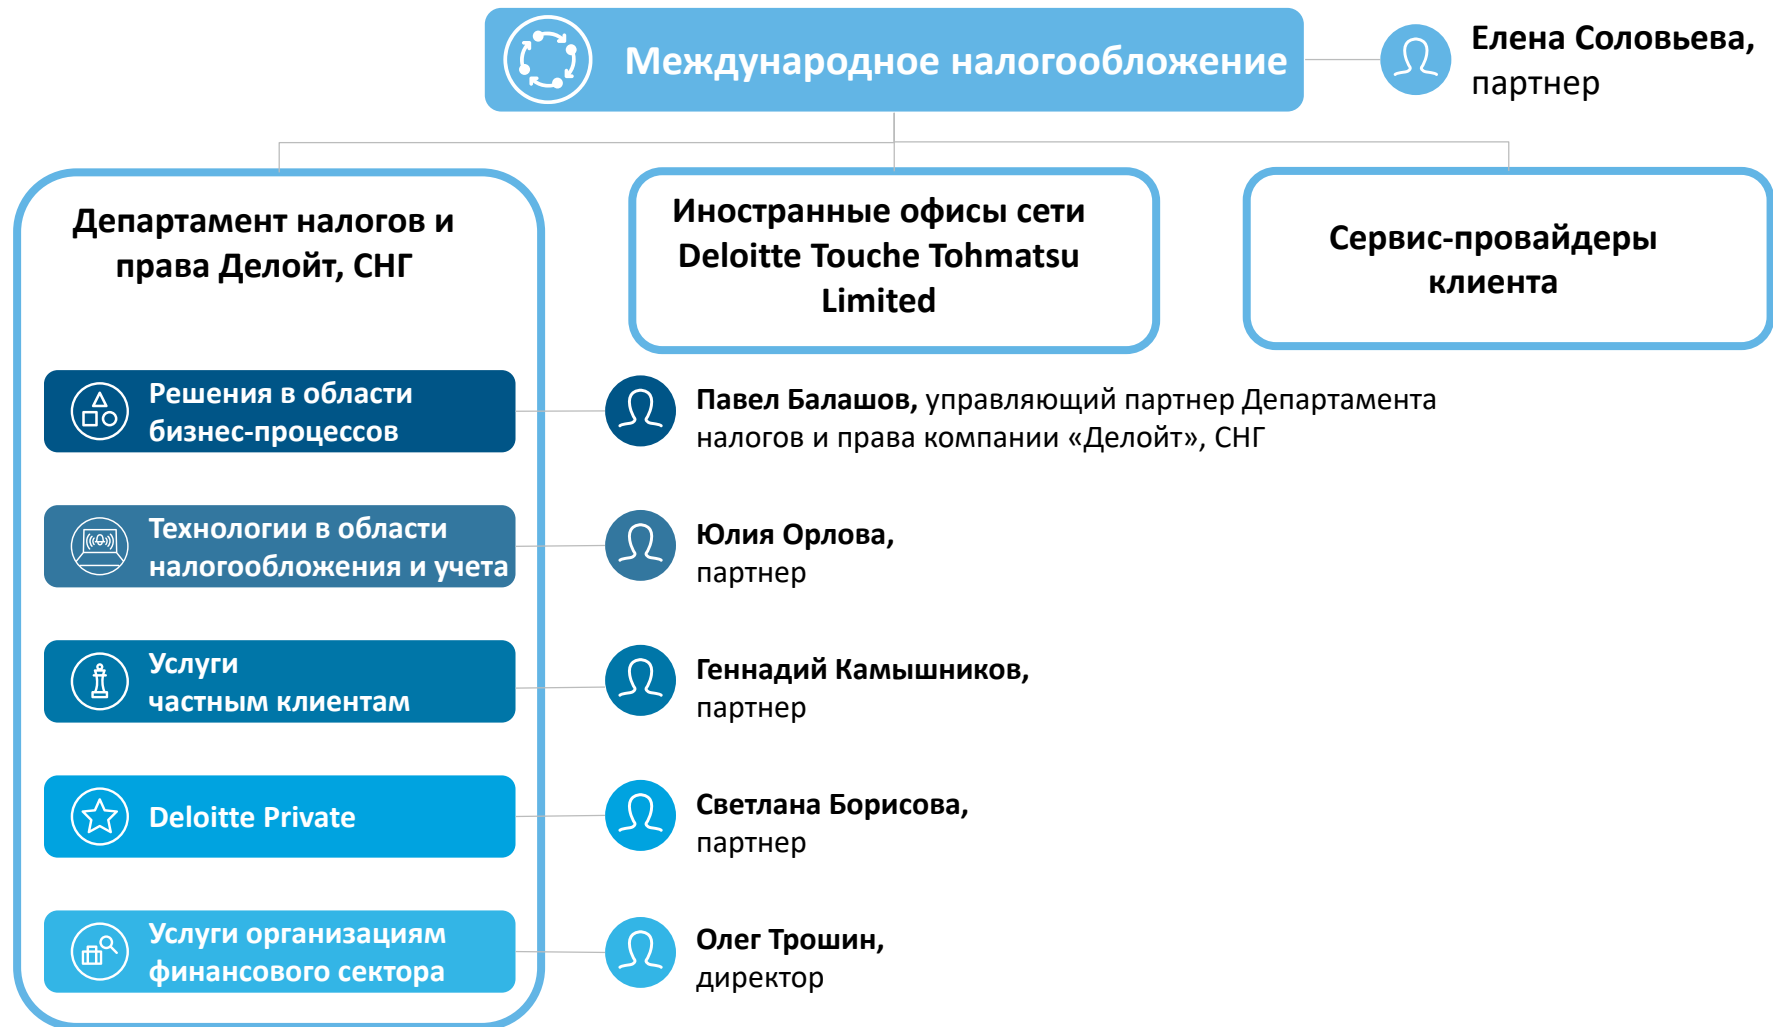 Международное налогообложение
Елена Соловьева,
партнер
Департамент налогов и
права Делойт, СНГ
Иностранные офисы сети
Deloitte Touche Tohmatsu
Limited
Сервис-провайдеры
клиента
Решения в области
бизнес-процессов
Павел Балашов, управляющий партнер Департамента
налогов и права компании «Делойт», СНГ
Технологии в области
налогообложения и учета
Юлия Орлова,
партнер
Услуги
частным клиентам
Геннадий Камышников,
партнер
Deloitte Private
Светлана Борисова,
партнер
Услуги организациям
финансового сектора
Олег Трошин,
директор